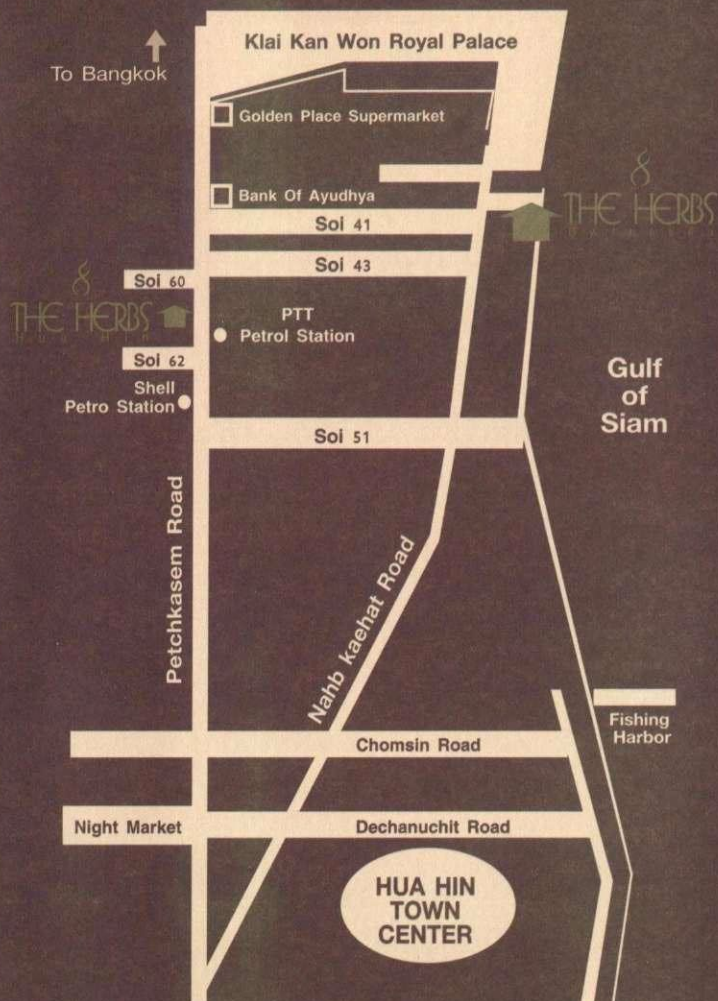 Klai Kan Won Royal Palace
To Bangkok
Golden Place Supermarket
Bank Of Ayudhya
THE HERBS
Soi 41
Soi 43
Soi 60
THE HERBS
HUA HIN
PTT
Petrol Station
Soi 62
Shell
Petro Station
Gulf
of
Siam
Soi 51
Petchkasem Road
Nahb kaehat Road
Fishing
Harbor
Chomsin Road
Night Market
Dechanuchit Road
HUA HIN
TOWN
CENTER